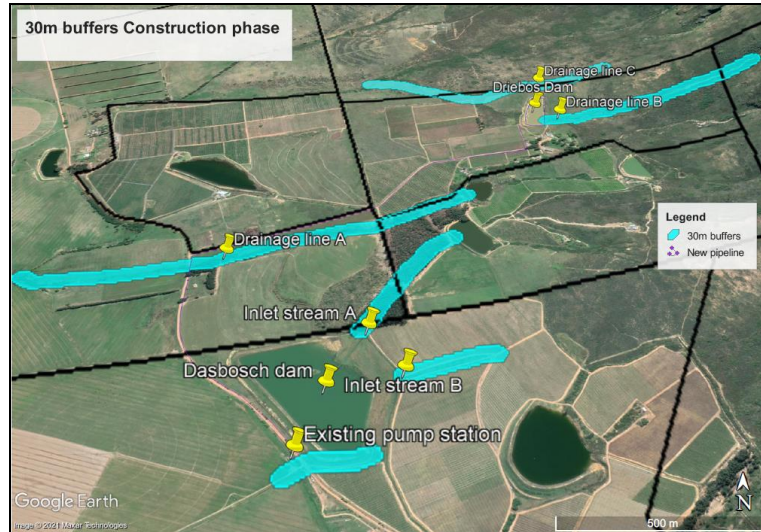 30m buffers Construction phase
Drainage line C
Driebos Dam
Drainage line B
Legend
30m buffers
New pipeline
Drainage line A
Inlet stream A
Dasbosch dam
Inlet stream B
Existing pump station
Google Earth
Image © 2021 Maxar Technologies
500 m
N